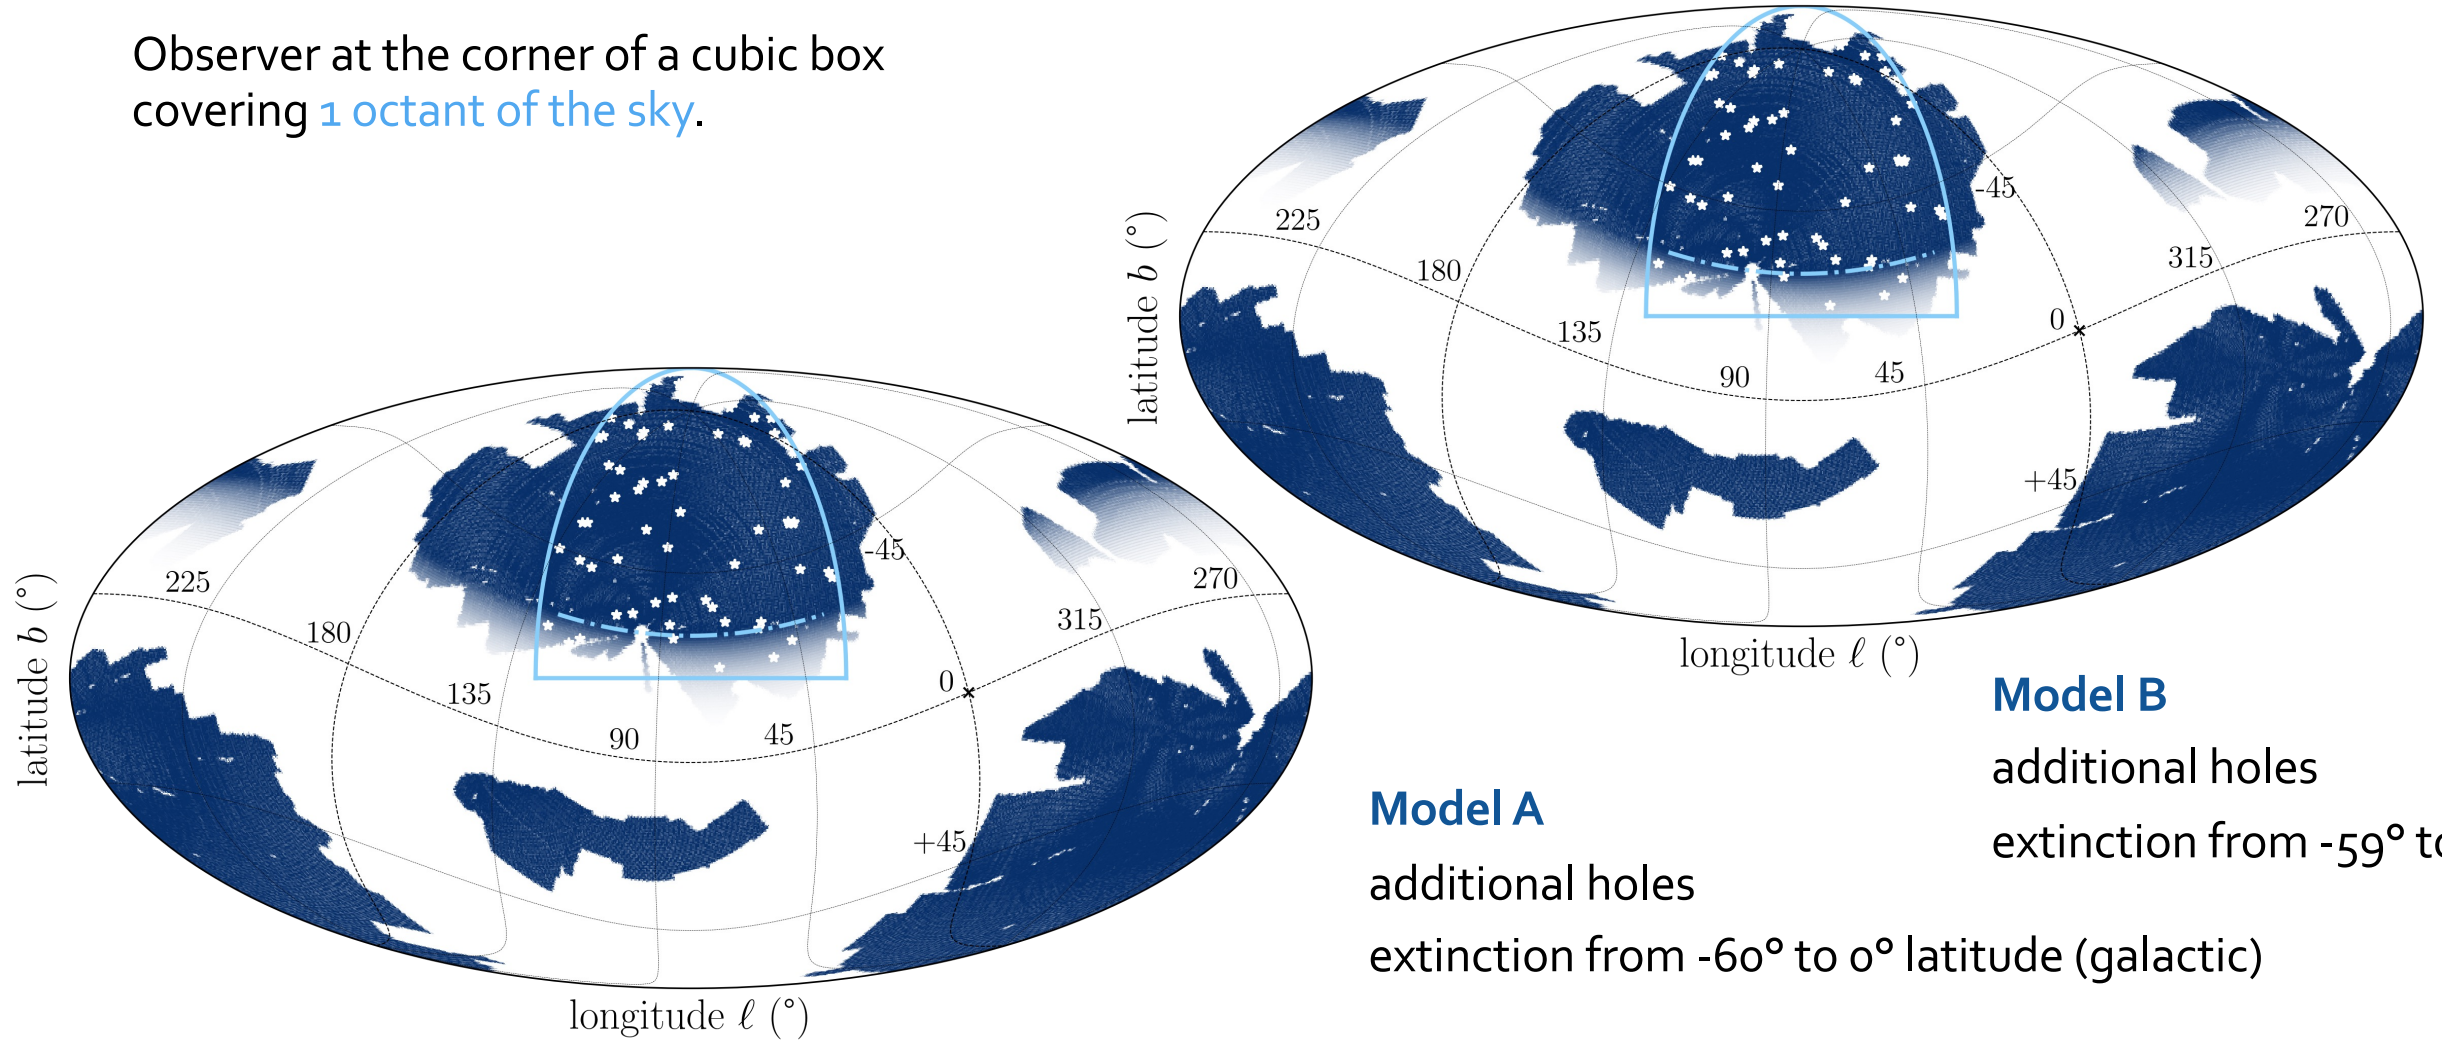 Observer at the corner of a cubic box
covering 1 octant of the sky.
latitude b (°)
225
180
135
90
45
0
315
270
-45
+45
longitude ℓ (°)
latitude b (°)
225
180
135
90
45
0
315
270
-45
+45
longitude ℓ (°)
Model A
additional holes
extinction from -60° to 0° latitude (galactic)
Model B
additional holes
extinction from -59° to